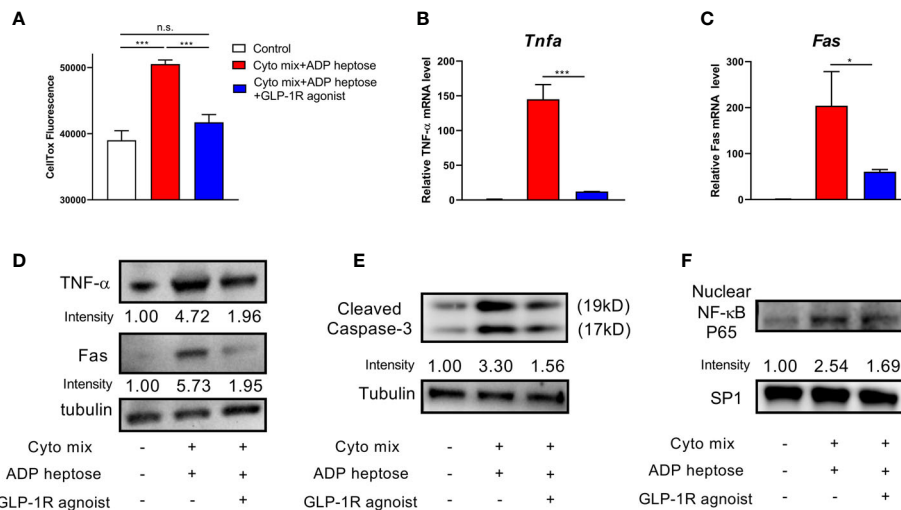 A
n.s.
***
***
CellTox Fluorescence
50000
40000
30000
Control
Cyto mix+ADP heptose
Cyto mix+ADP heptose
+GLP-1R agonist
B
Tnfa
***
Relative TNF-α mRNA level
200
150
100
50
0
C
Fas
*
Relative Fas mRNA level
300
200
100
0
D
TNF-α
Intensity 1.00 4.72 1.96
Fas
Intensity 1.00 5.73 1.95
tubulin
Cyto mix - + +
ADP heptose - + +
GLP-1R agnoist - - +
E
Cleaved
Caspase-3
(19kD)
(17kD)
Intensity 1.00 3.30 1.56
Tubulin
Cyto mix - + +
ADP heptose - + +
GLP-1R agnoist - - +
F
Nuclear
NF-κB
P65
Intensity 1.00 2.54 1.69
SP1
Cyto mix - + +
ADP heptose - + +
GLP-1R agnoist - - +